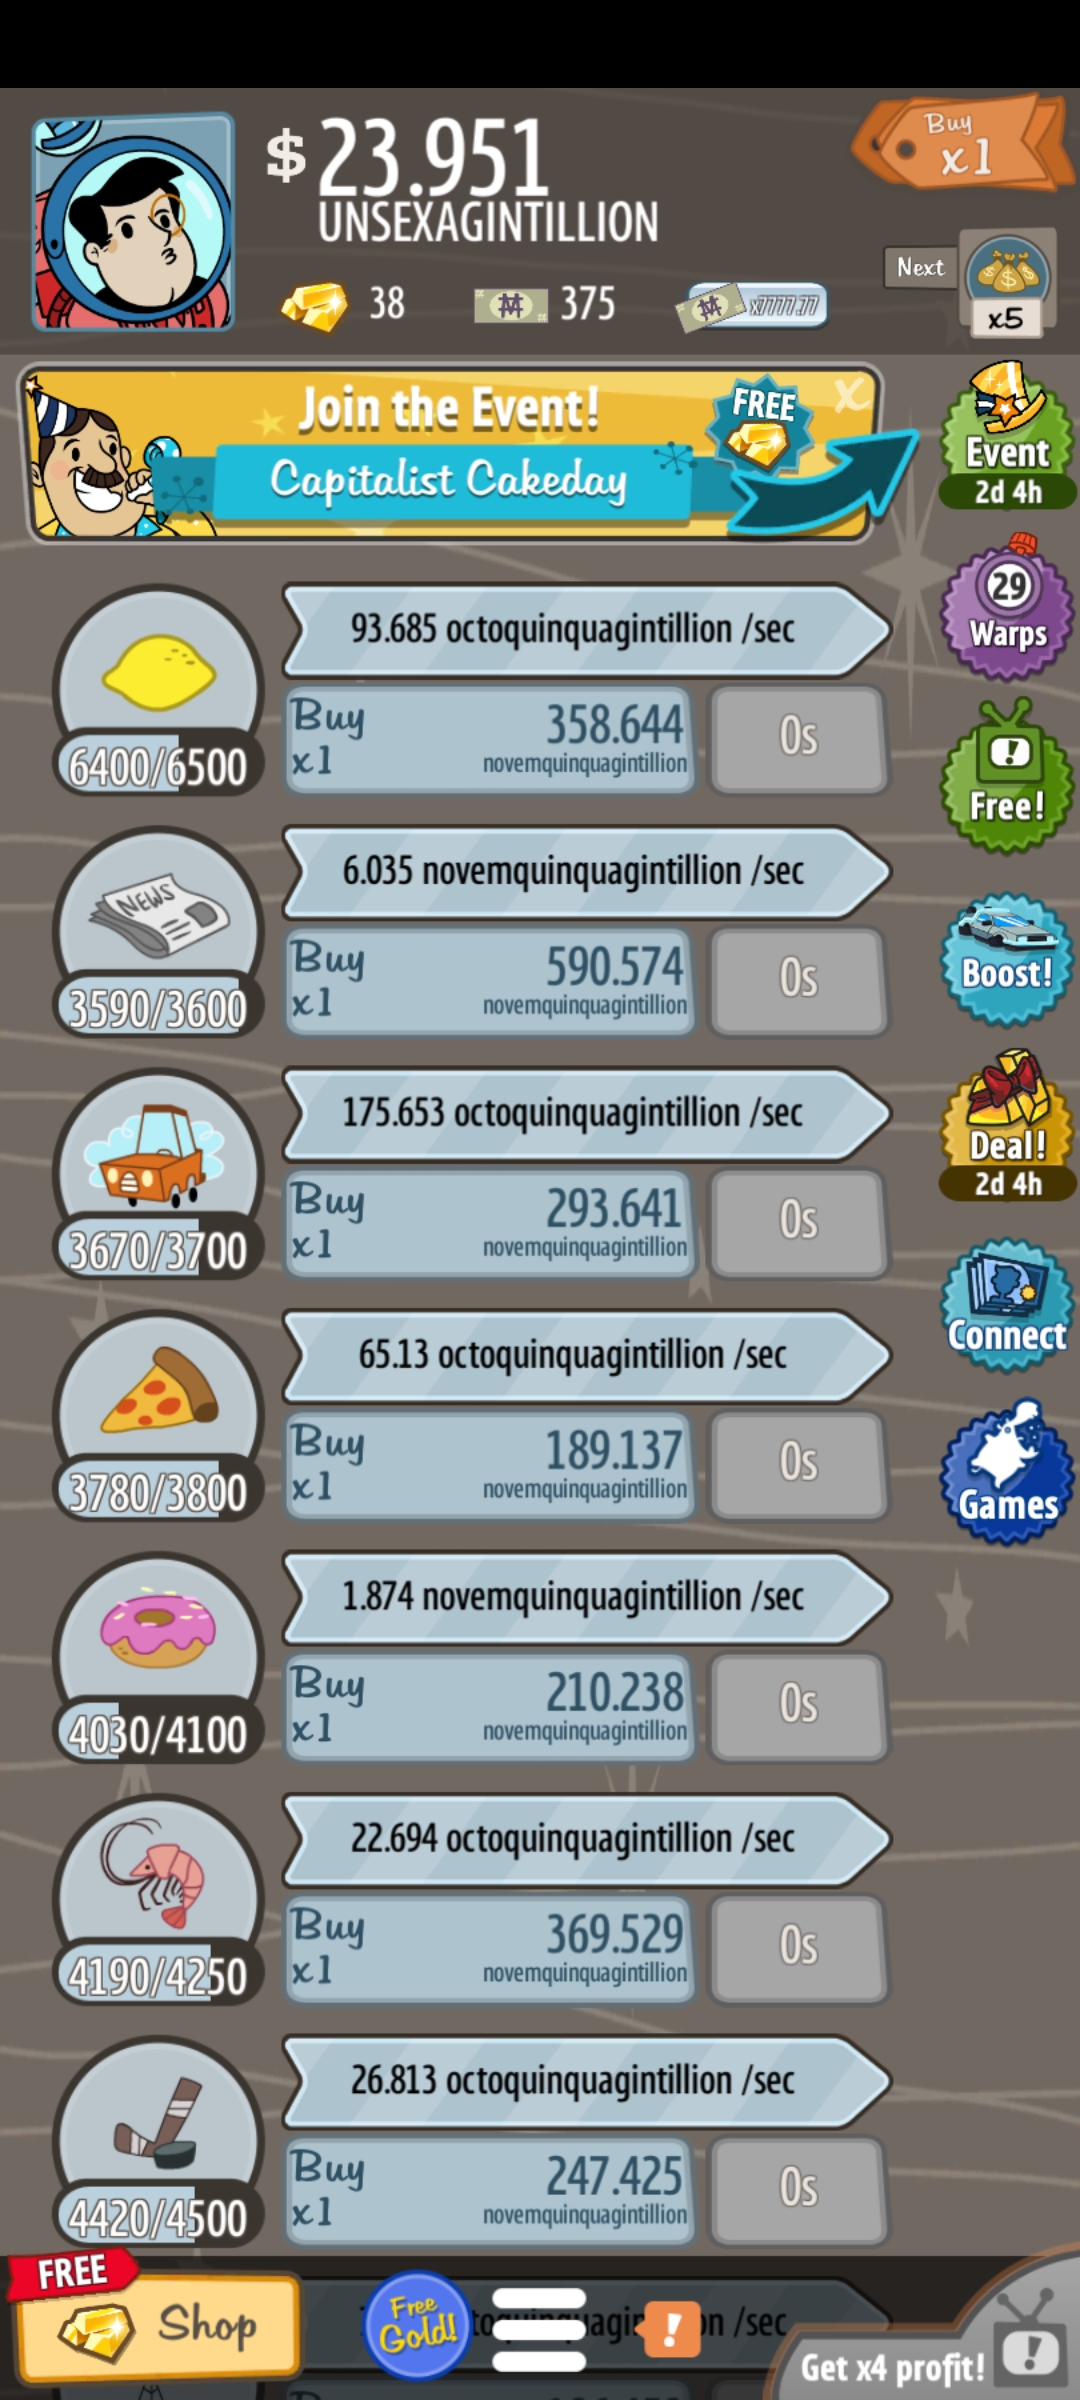 $ 23.951
UNSEXAGINTILLION
Buy
x1
38
375
x7777.77
Next
x5
Join the Event!
Capitalist Cakeday
FREE
x
Event
2d 4h
93.685 octoquinquagintillion /sec
6400/6500
Buy
x1
358.644
novemquinquagintillion
0s
29
Warps
NEWS
6.035 novemquinquagintillion /sec
3590/3600
Buy
x1
590.574
novemquinquagintillion
0s
!
Free!
Boost!
175.653 octoquinquagintillion /sec
3670/3700
Buy
x1
293.641
novemquinquagintillion
0s
Deal!
2d 4h
65.13 octoquinquagintillion /sec
3780/3800
Buy
x1
189.137
novemquinquagintillion
0s
Connect
Games
1.874 novemquinquagintillion /sec
4030/4100
Buy
x1
210.238
novemquinquagintillion
0s
22.694 octoquinquagintillion /sec
4190/4250
Buy
x1
369.529
novemquinquagintillion
0s
26.813 octoquinquagintillion /sec
4420/4500
Buy
x1
247.425
novemquinquagintillion
0s
FREE
Shop
Free
Gold!
!
/sec
Get x4 profit!
!